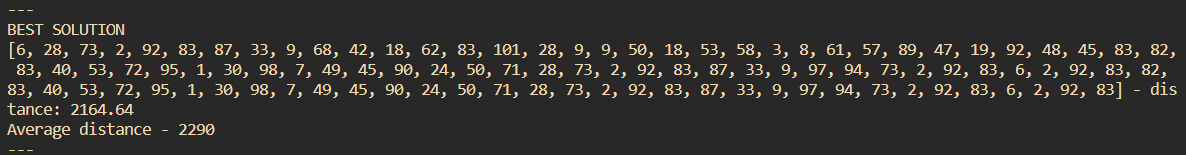 ---
BEST SOLUTION
[6, 28, 73, 2, 92, 83, 87, 33, 9, 68, 42, 18, 62, 83, 101, 28, 9, 9, 50, 18, 53, 58, 3, 8, 61, 57, 89, 47, 19, 92, 48, 45, 83, 82,
83, 40, 53, 72, 95, 1, 30, 98, 7, 49, 45, 90, 24, 50, 71, 28, 73, 2, 92, 83, 87, 33, 9, 97, 94, 73, 2, 92, 83, 6, 2, 92, 83, 82,
83, 40, 53, 72, 95, 1, 30, 98, 7, 49, 45, 90, 24, 50, 71, 28, 73, 2, 92, 83, 87, 33, 9, 97, 94, 73, 2, 92, 83, 6, 2, 92, 83] - dis
tance: 2164.64
Average distance - 2290
---